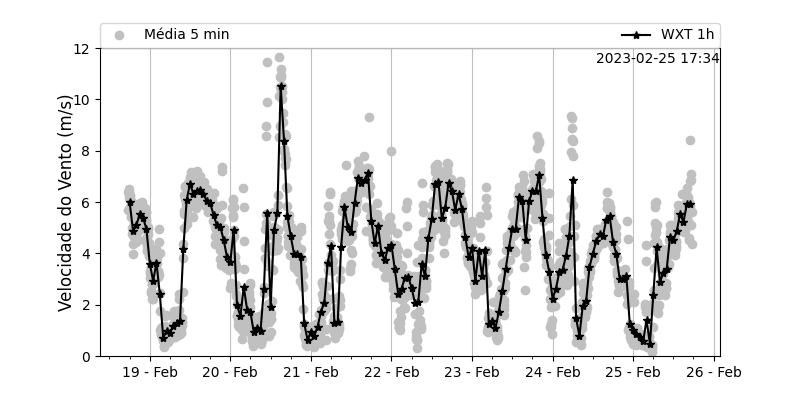 Média 5 min
WXT 1h
2023-02-25 17:34
Velocidade do Vento (m/s)
12
10
8
6
4
2
0
19 - Feb
20 - Feb
21 - Feb
22 - Feb
23 - Feb
24 - Feb
25 - Feb
26 - Feb